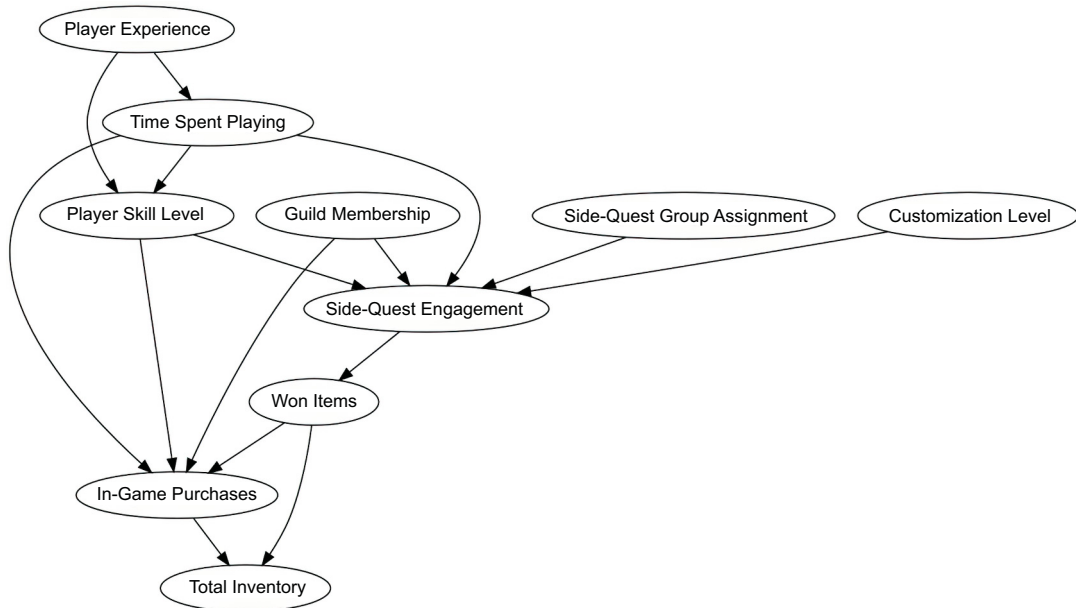 Player Experience
Time Spent Playing
Player Skill Level
Guild Membership
Side-Quest Group Assignment
Customization Level
Side-Quest Engagement
Won Items
In-Game Purchases
Total Inventory